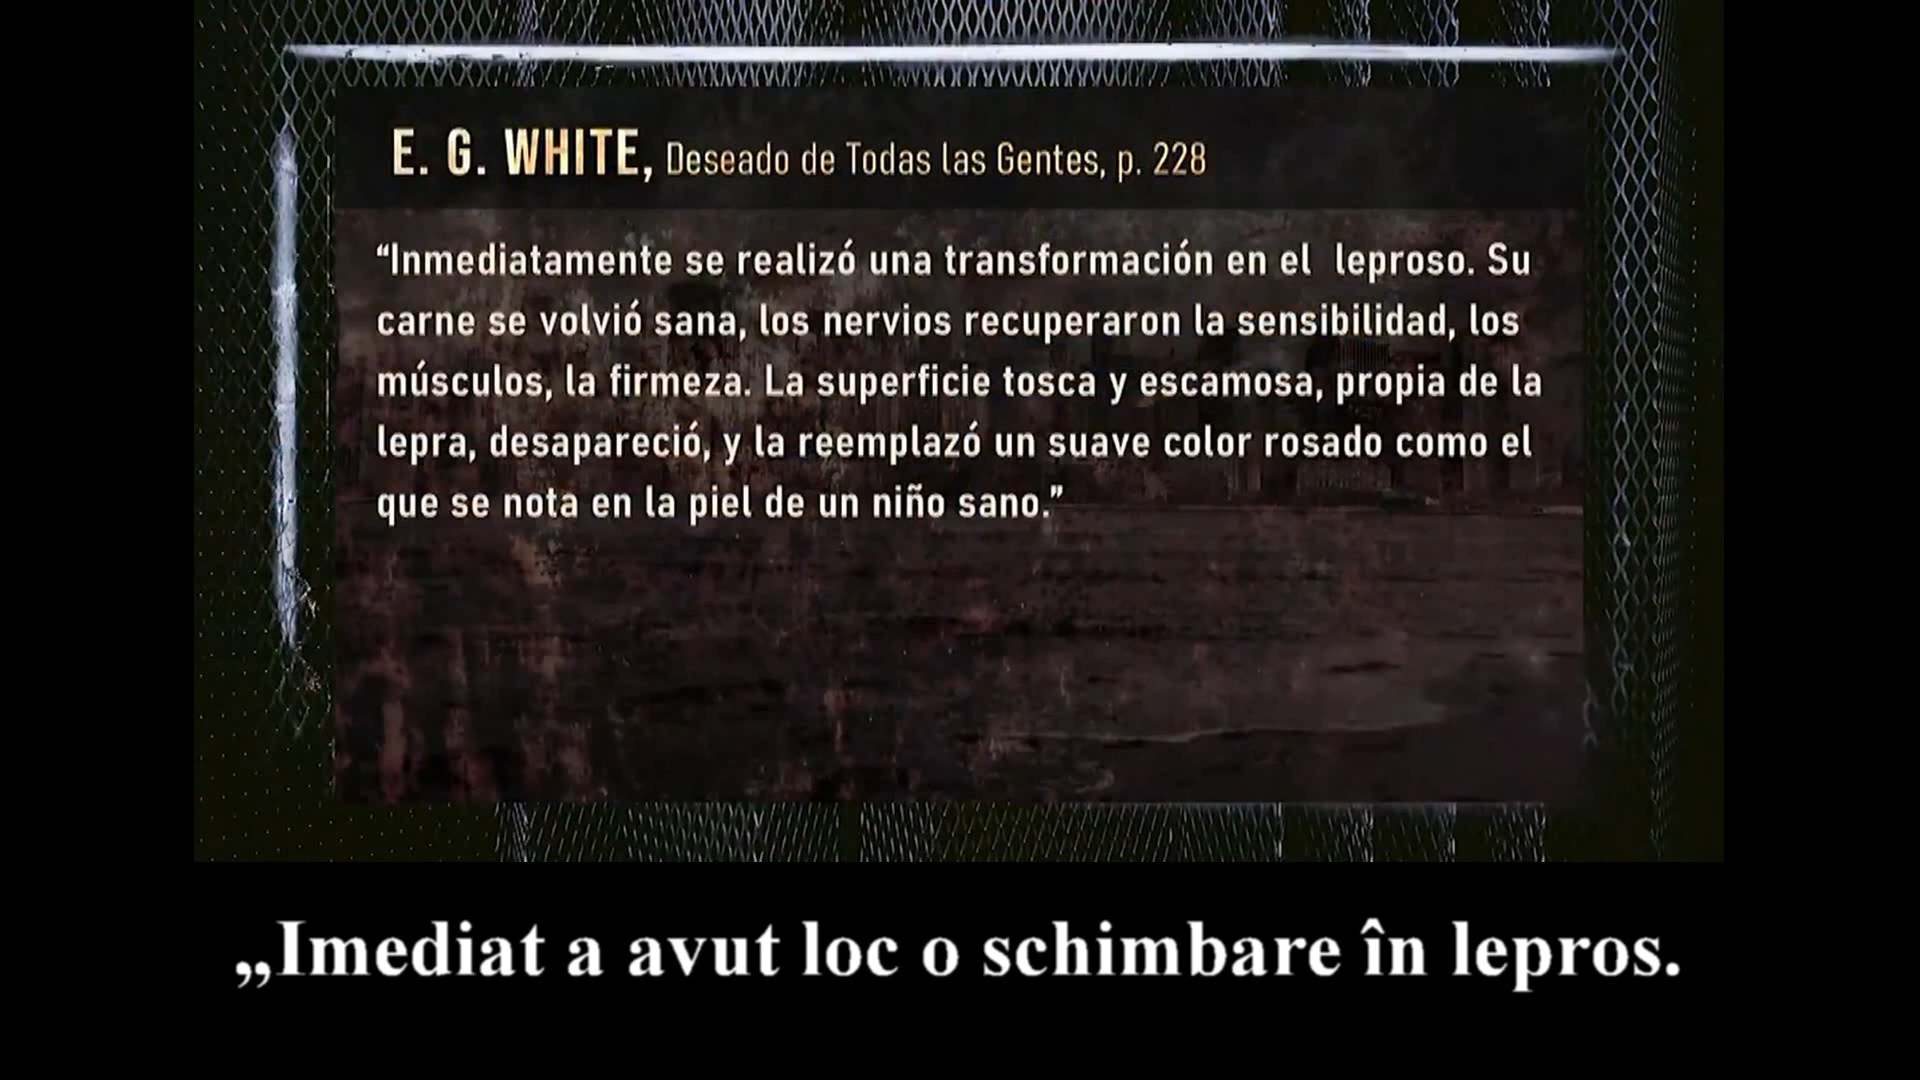 E. G. WHITE, Deseado de Todas las Gentes, p. 228
“Inmediatamente se realizó una transformación en el leproso. Su
carne se volvió sana, los nervios recuperaron la sensibilidad, los
músculos, la firmeza. La superficie tosca y escamosa, propia de la
lepra, desapareció, y la reemplazó un suave color rosado como el
que se nota en la piel de un niño sano.”
„Imediat a avut loc o schimbare în lepros.